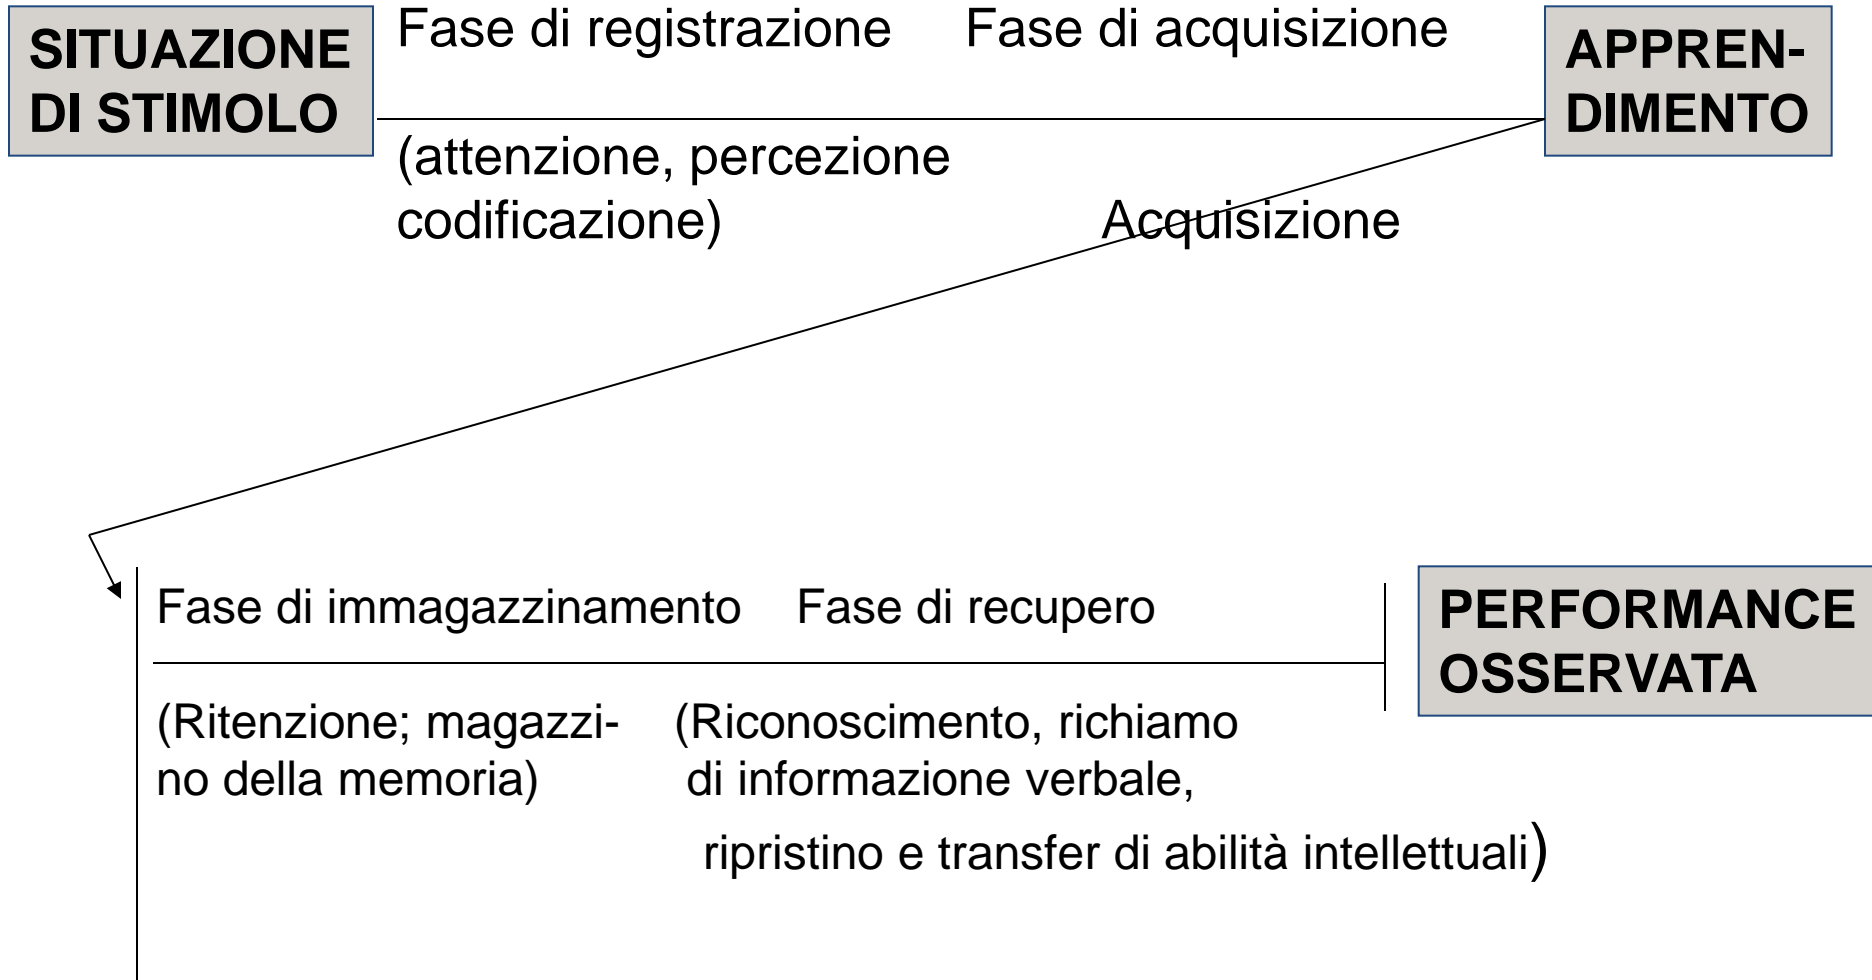 SITUAZIONE
DI STIMOLO
Fase di registrazione Fase di acquisizione
(attenzione, percezione
codificazione) Acquisizione
APPREN-
DIMENTO
Fase di immagazzinamento Fase di recupero
(Ritenzione; magazzi-
no della memoria)
(Riconoscimento, richiamo
di informazione verbale,
ripristino e transfer di abilità intellettuali)
PERFORMANCE
OSSERVATA